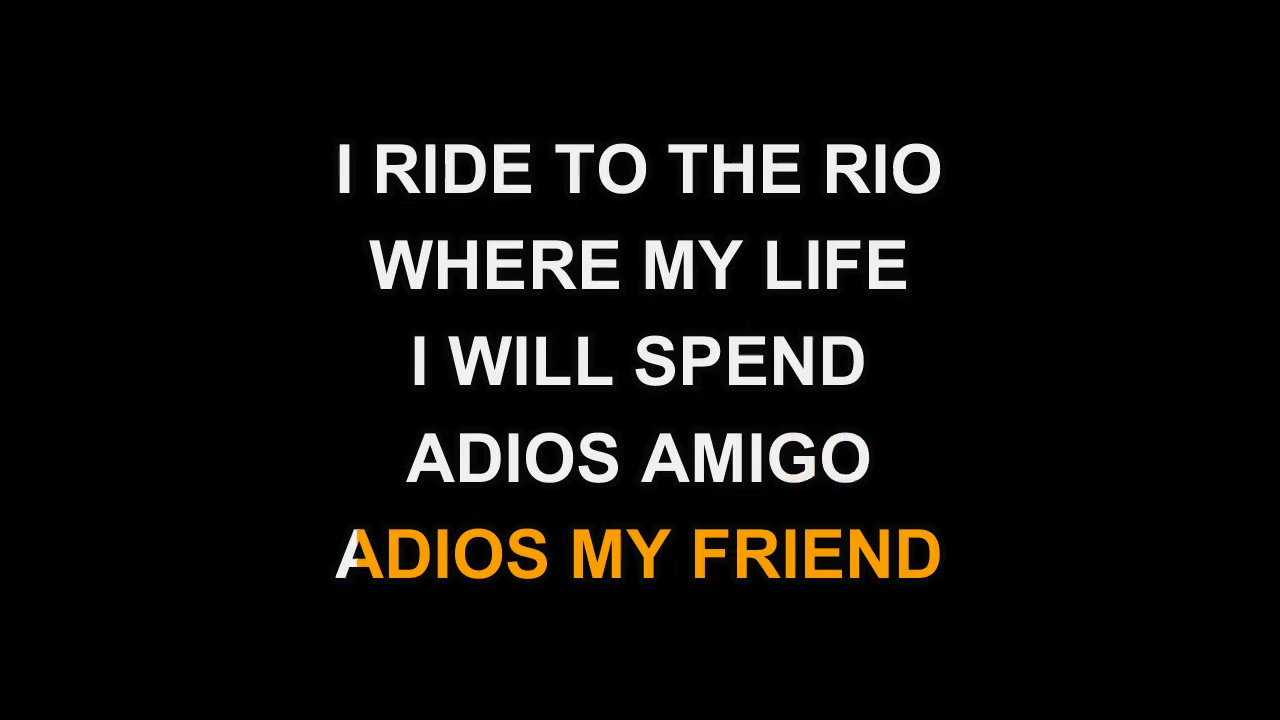 I RIDE TO THE RIO
WHERE MY LIFE
I WILL SPEND
ADIOS AMIGO
ADIOS MY FRIEND